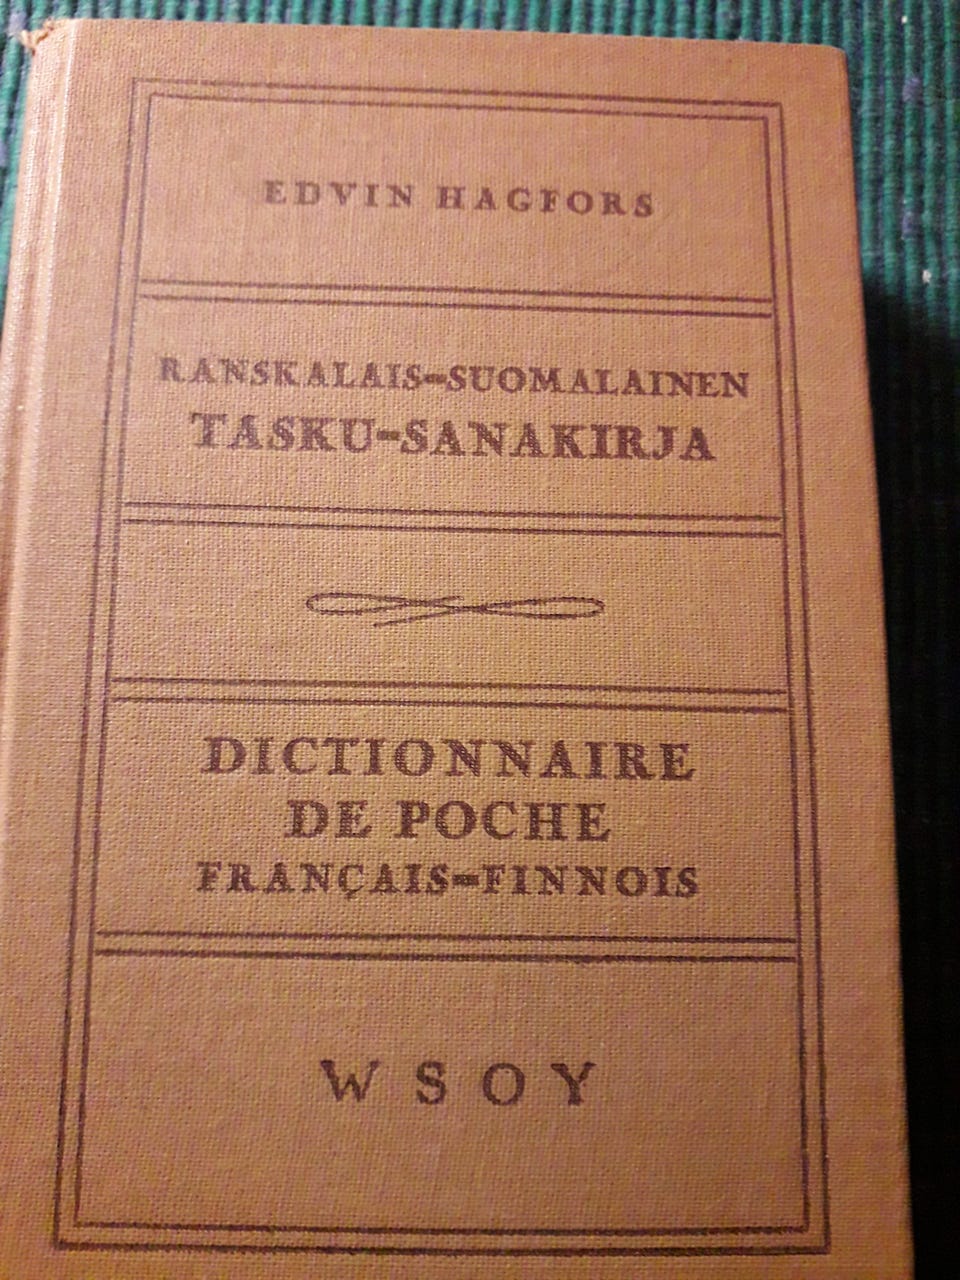 EDVIN HAGFORS
RANSKALAIS-SUOMALAINEN
TASKU-SANAKIRJA
DICTIONNAIRE
DE POCHE
FRANÇAIS-FINNOIS
WSOY